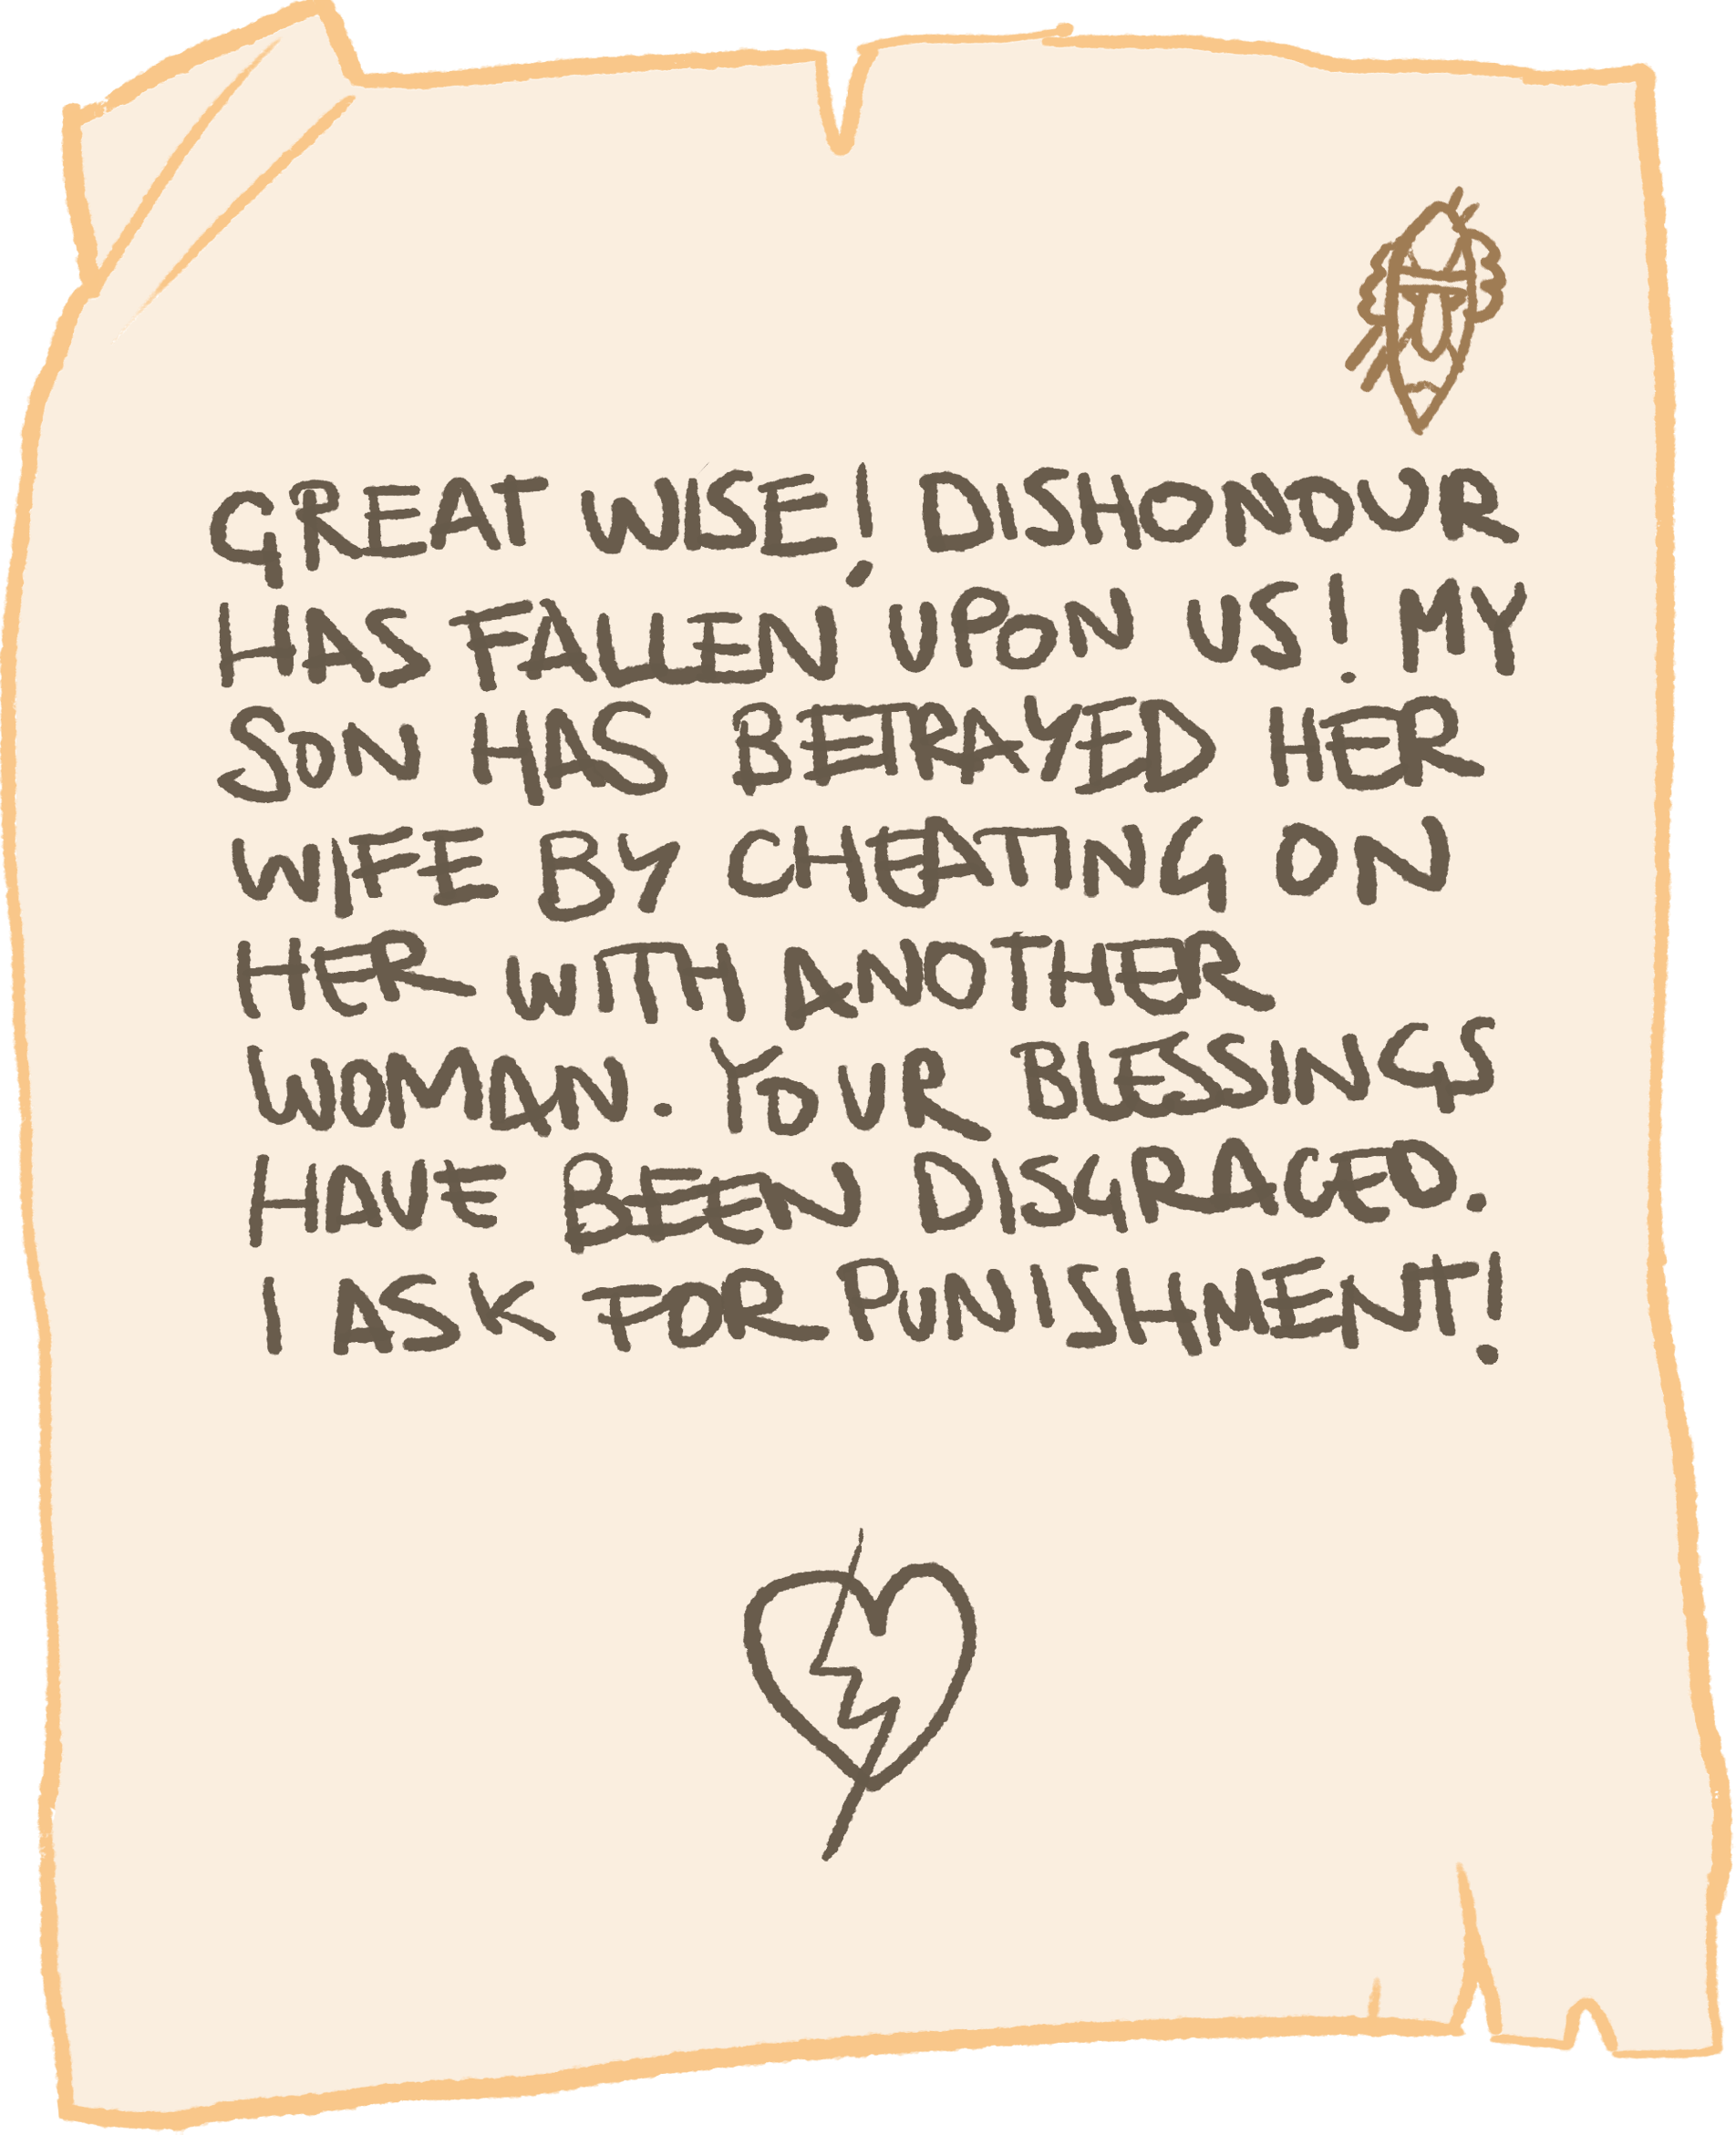 GREAT WISE! DISHONOUR
HAS FALLEN UPON US! MY
SON HAS BETRAYED HER
WIFE BY CHEATING ON
HER WITH ANOTHER
WOMAN. YOUR BLESSINGS
HAVE BEEN DISGRACED.
I ASK FOR PUNISHMENT!